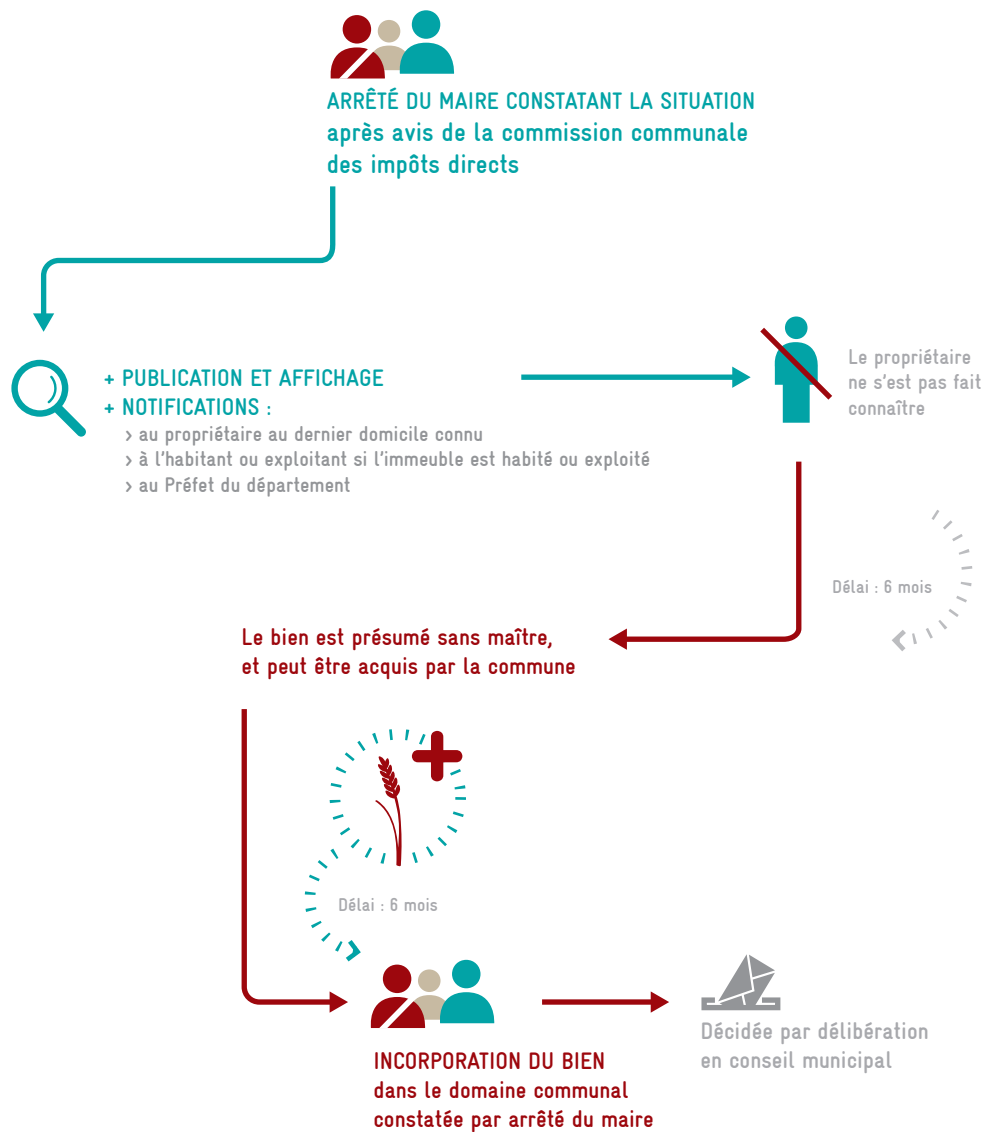 ARRÊTÉ DU MAIRE CONSTATANT LA SITUATION
après avis de la commission communale
des impôts directs
+ PUBLICATION ET AFFICHAGE
+ NOTIFICATIONS :
> au propriétaire au dernier domicile connu
> à l'habitant ou exploitant si l'immeuble est habité ou exploité
> au Préfet du département
Le propriétaire
ne s'est pas fait
connaître
Délai : 6 mois
Le bien est présumé sans maître,
et peut être acquis par la commune
Délai : 6 mois
INCORPORATION DU BIEN
dans le domaine communal
constatée par arrêté du maire
Décidée par délibération
en conseil municipal